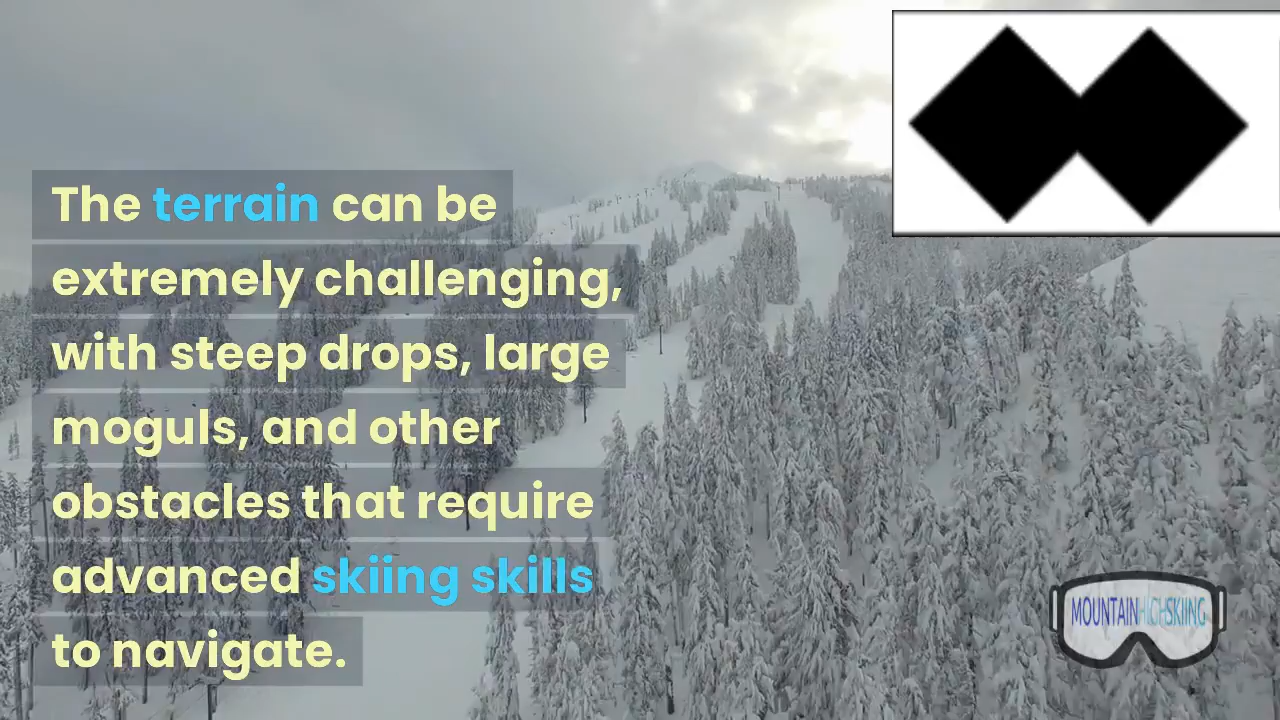 The terrain can be
extremely challenging,
with steep drops, large
moguls, and other
obstacles that require
advanced skiing skills
to navigate.
MOUNTAINHIGHSKIING